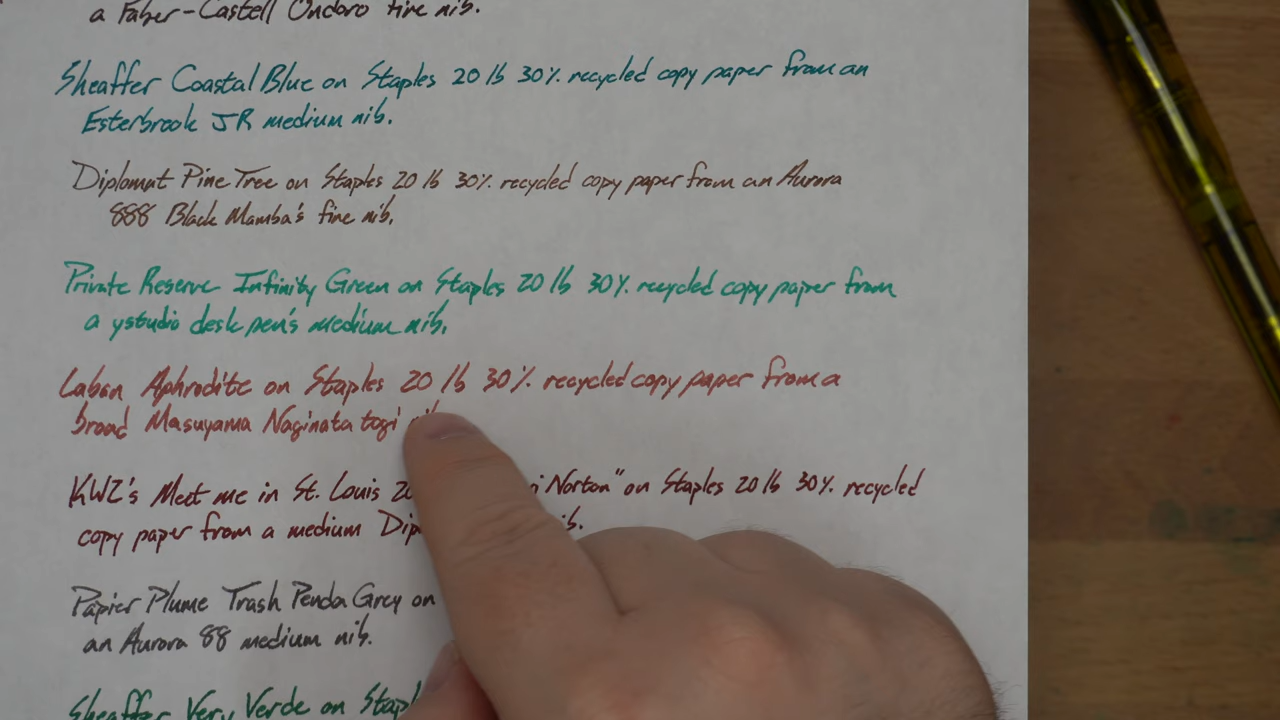 a Faber-Castell Ondoro fine nib.
Sheaffer Coastal Blue on Staples 20 lb 30% recycled copy paper from an
Esterbrook JR medium nib.
Diplomat Pine Tree on Staples 20 lb 30% recycled copy paper from an Aurora
888 Black Mamba's fine nib.
Private Reserve Infinity Green on Staples 20 lb 30% recycled copy paper from
a ystudio desk pen's medium nib.
Laban Aphrodite on Staples 20 lb 30% recycled copy paper from a
broad Masuyama Naginata togi
KWZ's Meet me in St. Louis Norton" on Staples 20 lb 30% recycled
copy paper from a medium
Papier Plume Trash Panda Grey on
an Aurora 88 medium nib.
Sheaffer Very Verde on